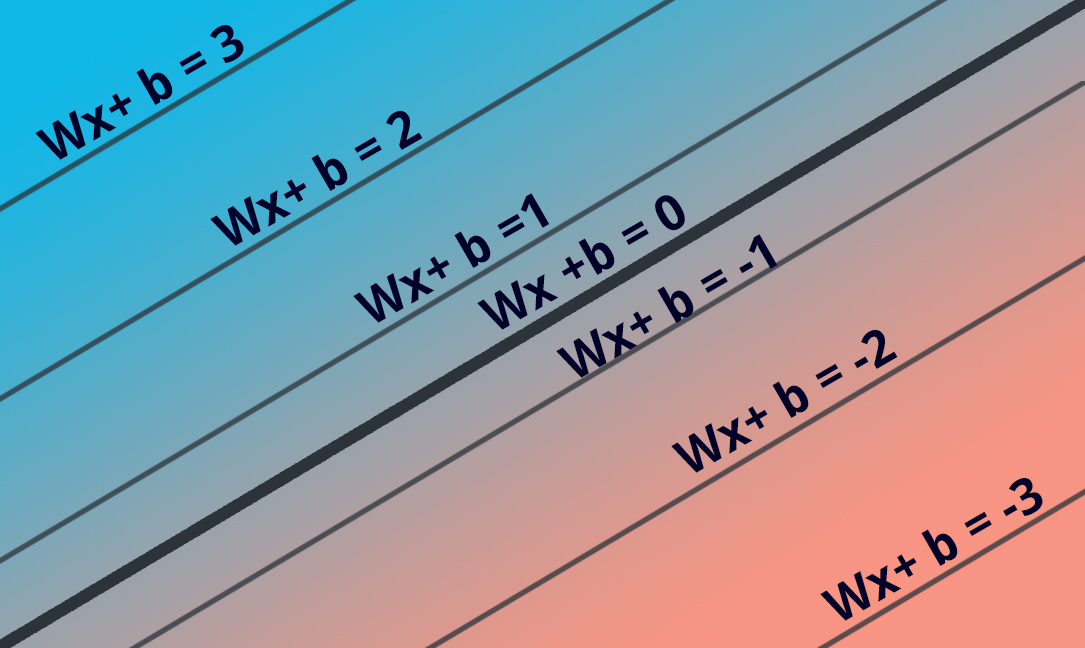 Wx+ b = 3
Wx+ b = 2
Wx+ b =1
Wx +b = 0
Wx+ b = -1
Wx+ b = -2
Wx+ b = -3